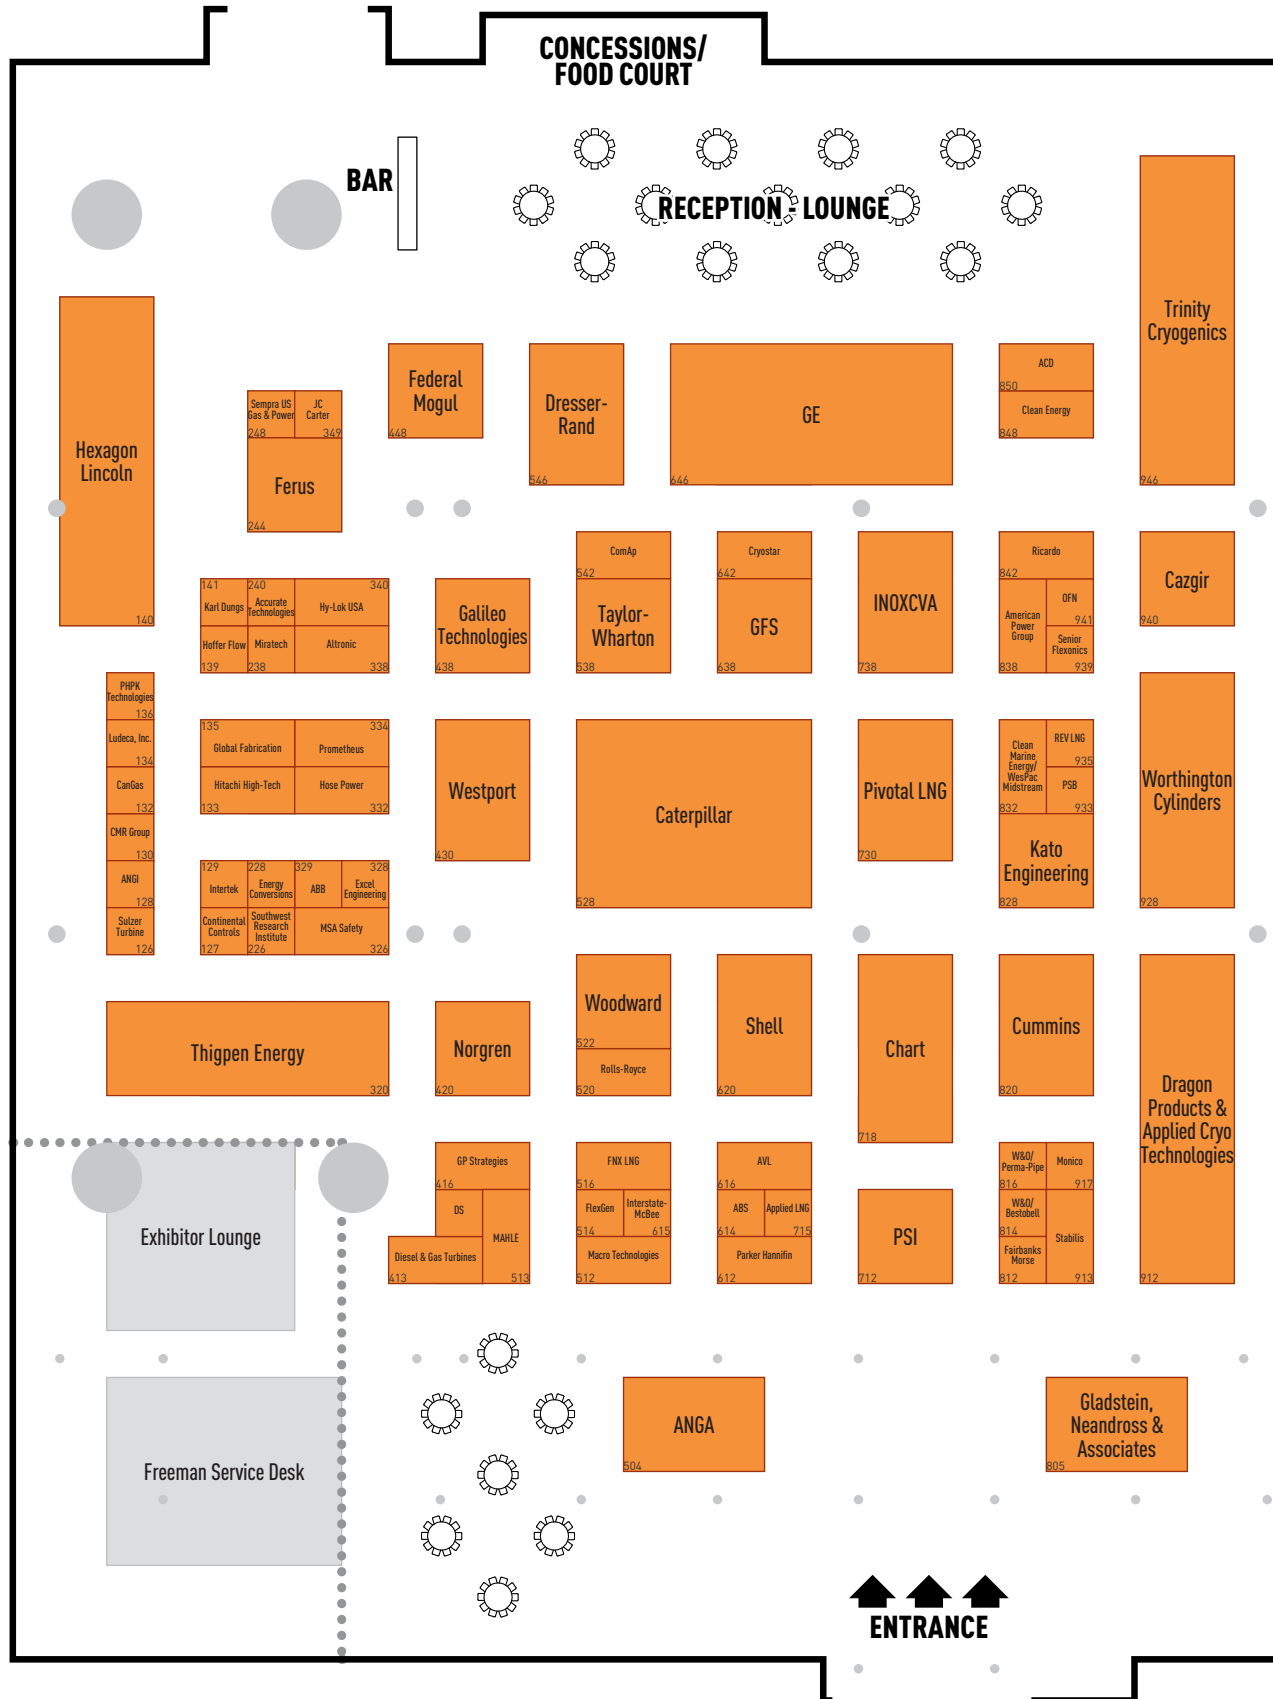 CONCESSIONS/
FOOD COURT
BAR
RECEPTION - LOUNGE
Trinity
Cryogenics
946
Hexagon
Lincoln
140
Federal
Mogul
448
Dresser-
Rand
546
GE
646
ACD
850
Clean Energy
848
Sempra US
Gas & Power
248
JC
Carter
349
Ferus
244
141
Karl Dungs
240
Accurate
Technologies
340
Hy-Lok USA
Hoffer Flow
139
Miratech
238
Altronic
338
Galileo
Technologies
438
ComAp
542
Taylor-
Wharton
538
Cryostar
642
GFS
638
INOXCVA
738
Ricardo
842
American
Power
Group
838
OFN
941
Senior
Flexonics
939
Cazgir
940
PHPK
Technologies
136
Ludeca, Inc.
134
CanGas
132
CMR Group
130
ANGI
128
Sulzer
Turbine
126
135
Global Fabrication
334
Prometheus
Hitachi High-Tech
133
Hose Power
332
Westport
430
Caterpillar
528
Pivotal LNG
730
Clean
Marine
Energy/
WesPac
Midstream
832
REV LNG
935
PSB
933
Kato
Engineering
828
Worthington
Cylinders
928
129
Intertek
228
Energy
Conversions
329
ABB
328
Excel
Engineering
Continental
Controls
127
Southwest
Research
Institute
226
MSA Safety
326
Thigpen Energy
320
Norgren
420
Woodward
522
Rolls-Royce
520
Shell
620
Chart
718
Cummins
820
Dragon
Products &
Applied Cryo
Technologies
912
Exhibitor Lounge
GP Strategies
416
DS
MAHLE
513
Diesel & Gas Turbines
413
FNX LNG
516
FlexGen
514
Interstate-
McBee
615
Macro Technologies
512
AVL
616
ABS
614
Applied LNG
715
Parker Hannifin
612
PSI
712
W&O/
Perma-Pipe
816
Monico
917
W&O/
Bestobell
814
Fairbanks
Morse
812
Stabilis
913
Freeman Service Desk
ANGA
504
Gladstein,
Neandross &
Associates
805
ENTRANCE